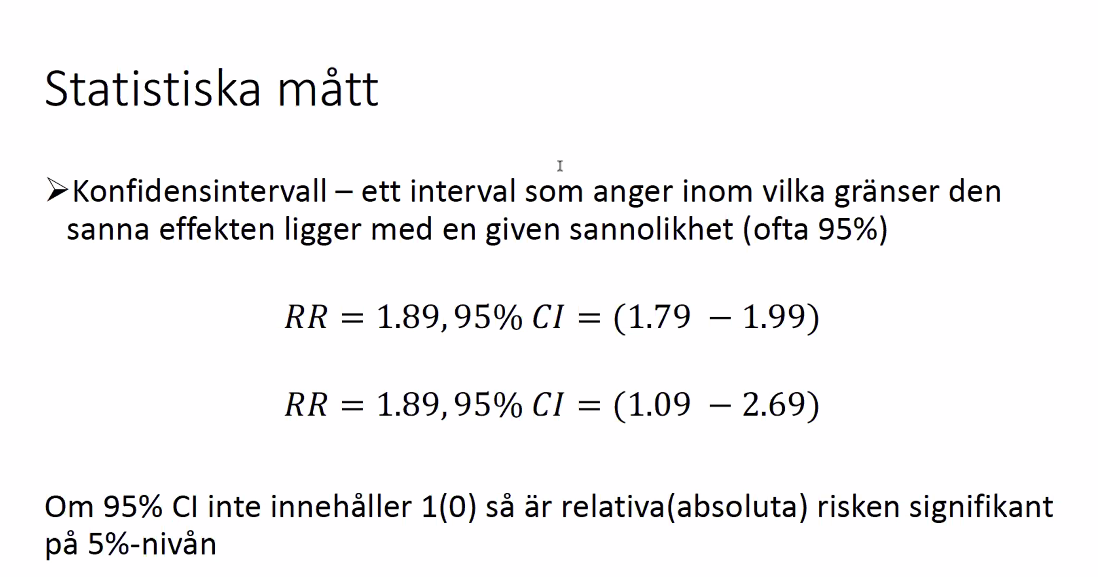 Statistiska mått
➢Konfidensintervall – ett interval som anger inom vilka gränser den
sanna effekten ligger med en given sannolikhet (ofta 95%)
RR = 1.89, 95% CI = (1.79 − 1.99)
RR = 1.89, 95% CI = (1.09 − 2.69)
Om 95% CI inte innehåller 1(0) så är relativa(absoluta) risken signifikant
på 5%-nivån